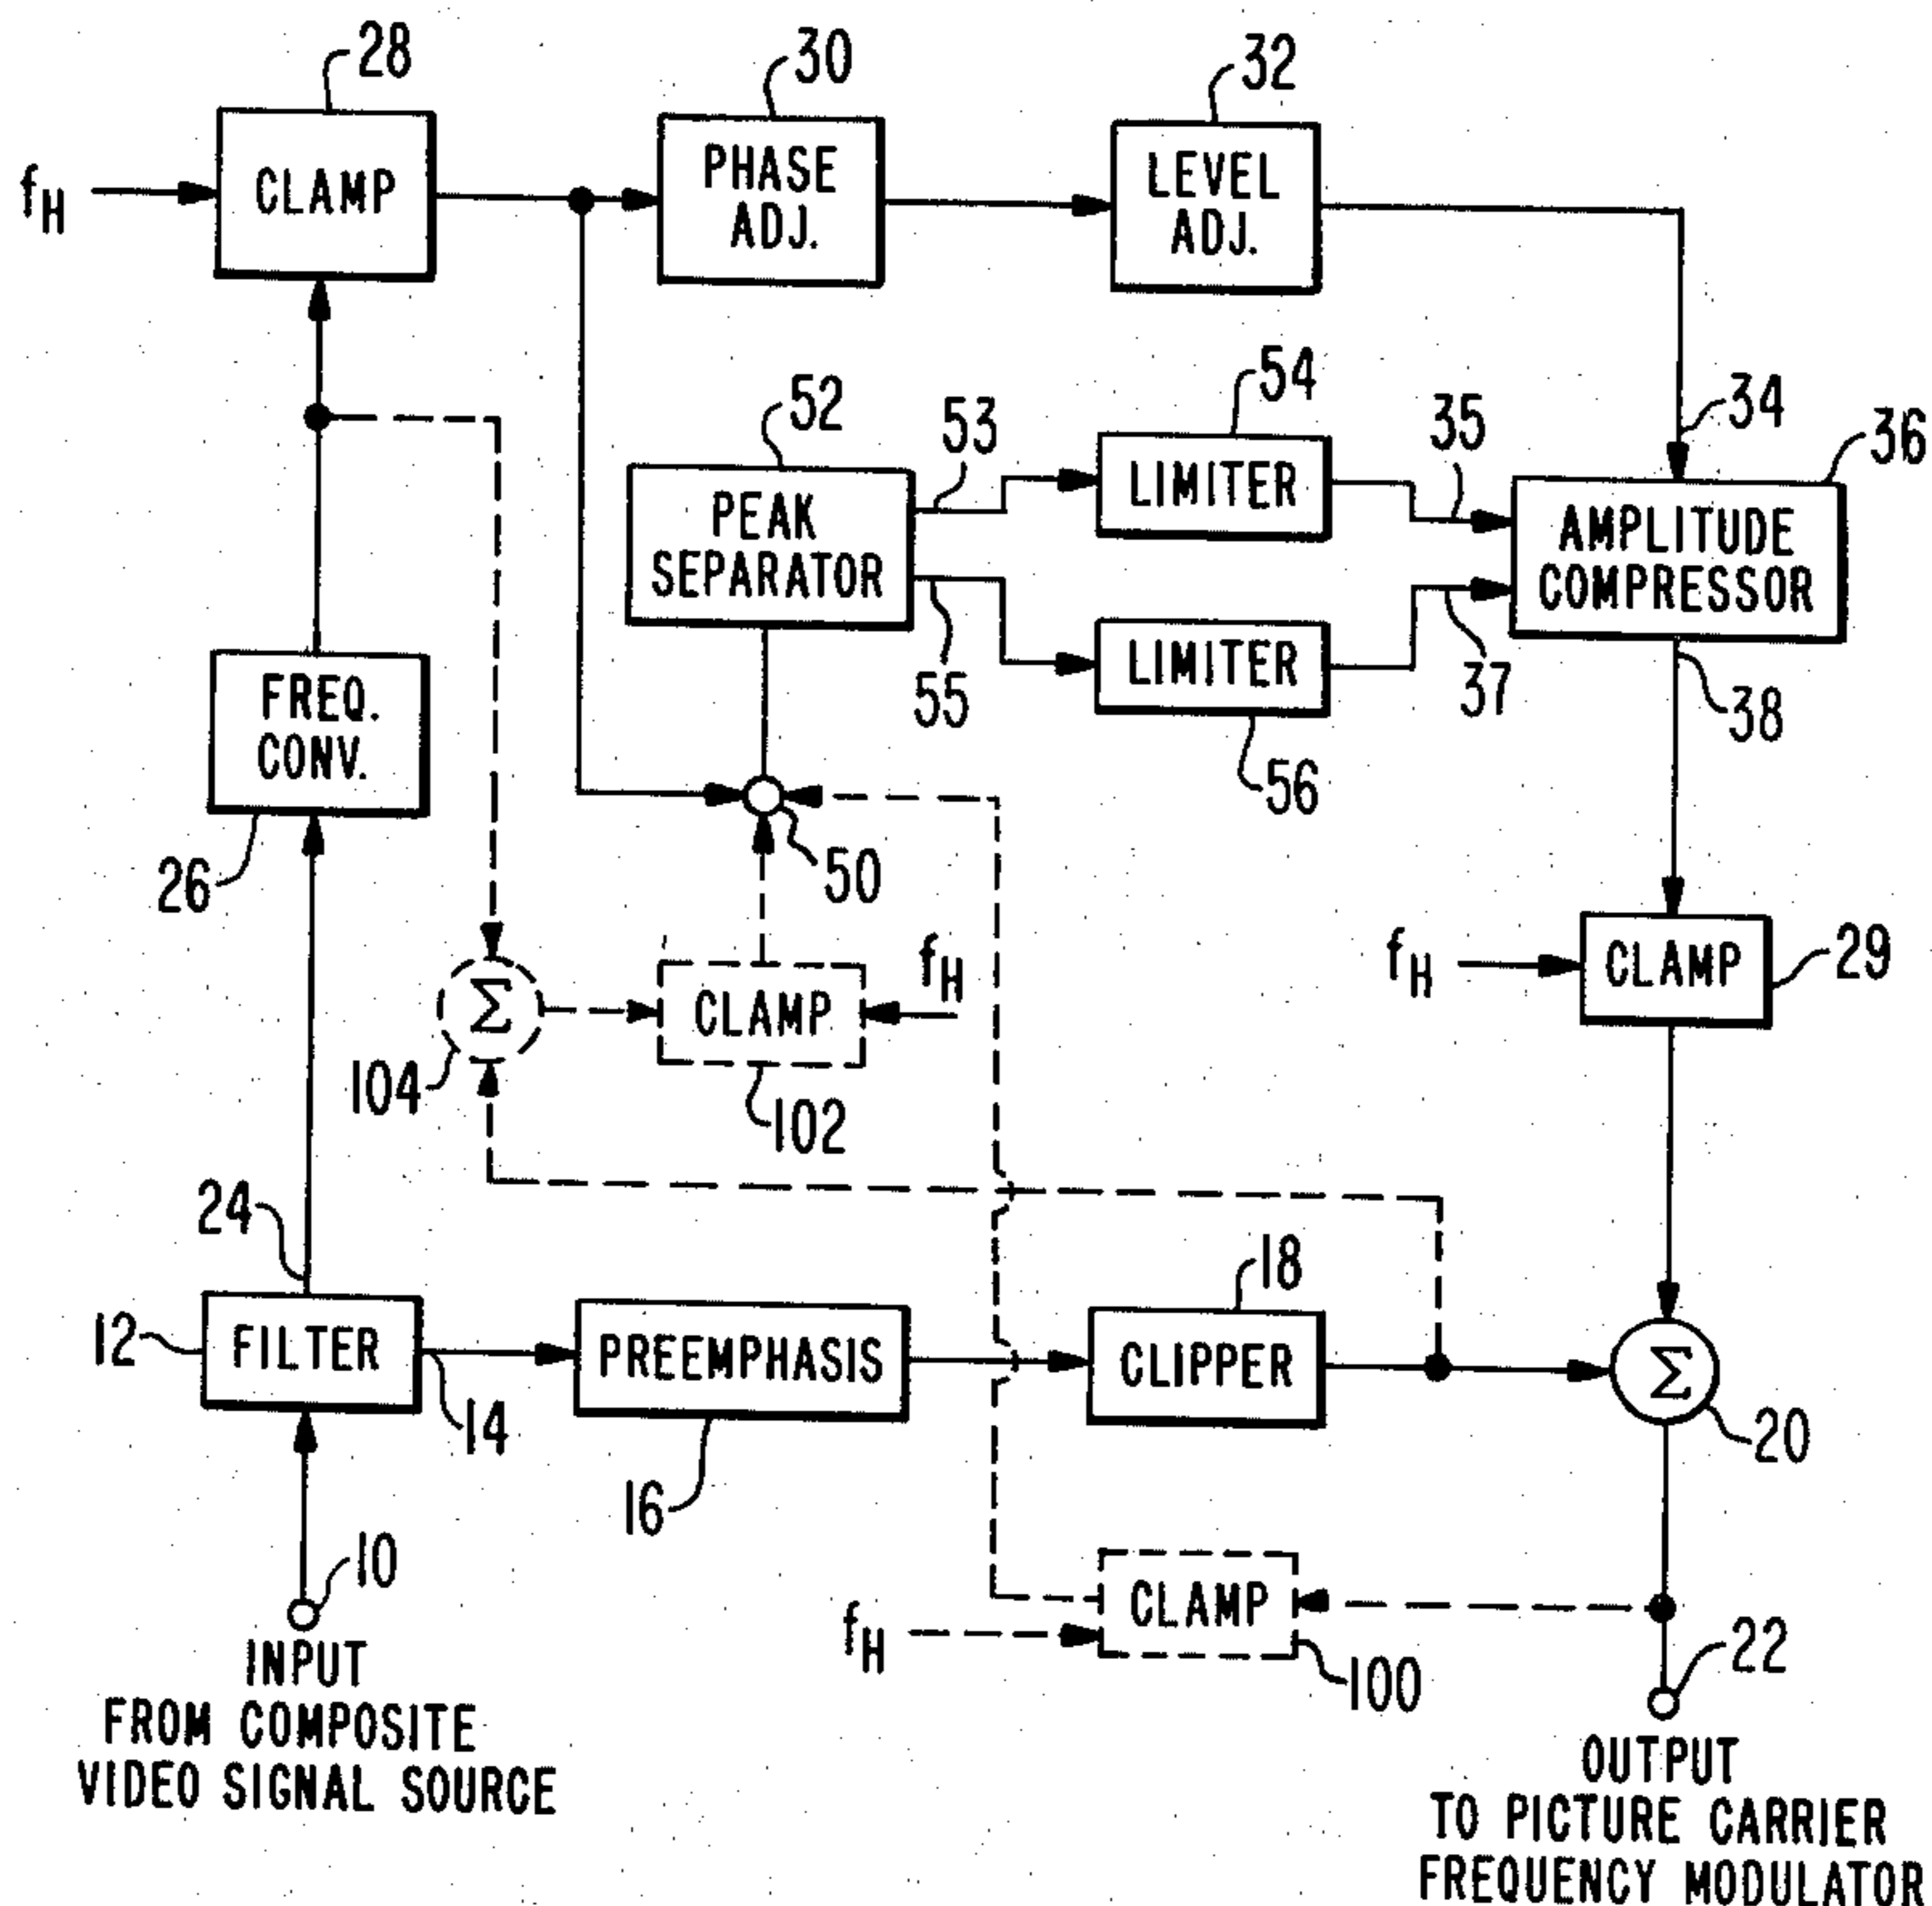 28
30
32
f_H
CLAMP
PHASE
ADJ.
LEVEL
ADJ.
52
53
54
35
34
36
PEAK
SEPARATOR
LIMITER
AMPLITUDE
COMPRESSOR
LIMITER
55
56
37
38
FREQ.
CONV.
26
50
f_H
CLAMP
29
Σ
104
CLAMP
f_H
102
24
12
FILTER
14
PREEMPHASIS
16
18
CLIPPER
Σ
20
10
INPUT
FROM COMPOSITE
VIDEO SIGNAL SOURCE
f_H
CLAMP
100
22
OUTPUT
TO PICTURE CARRIER
FREQUENCY MODULATOR